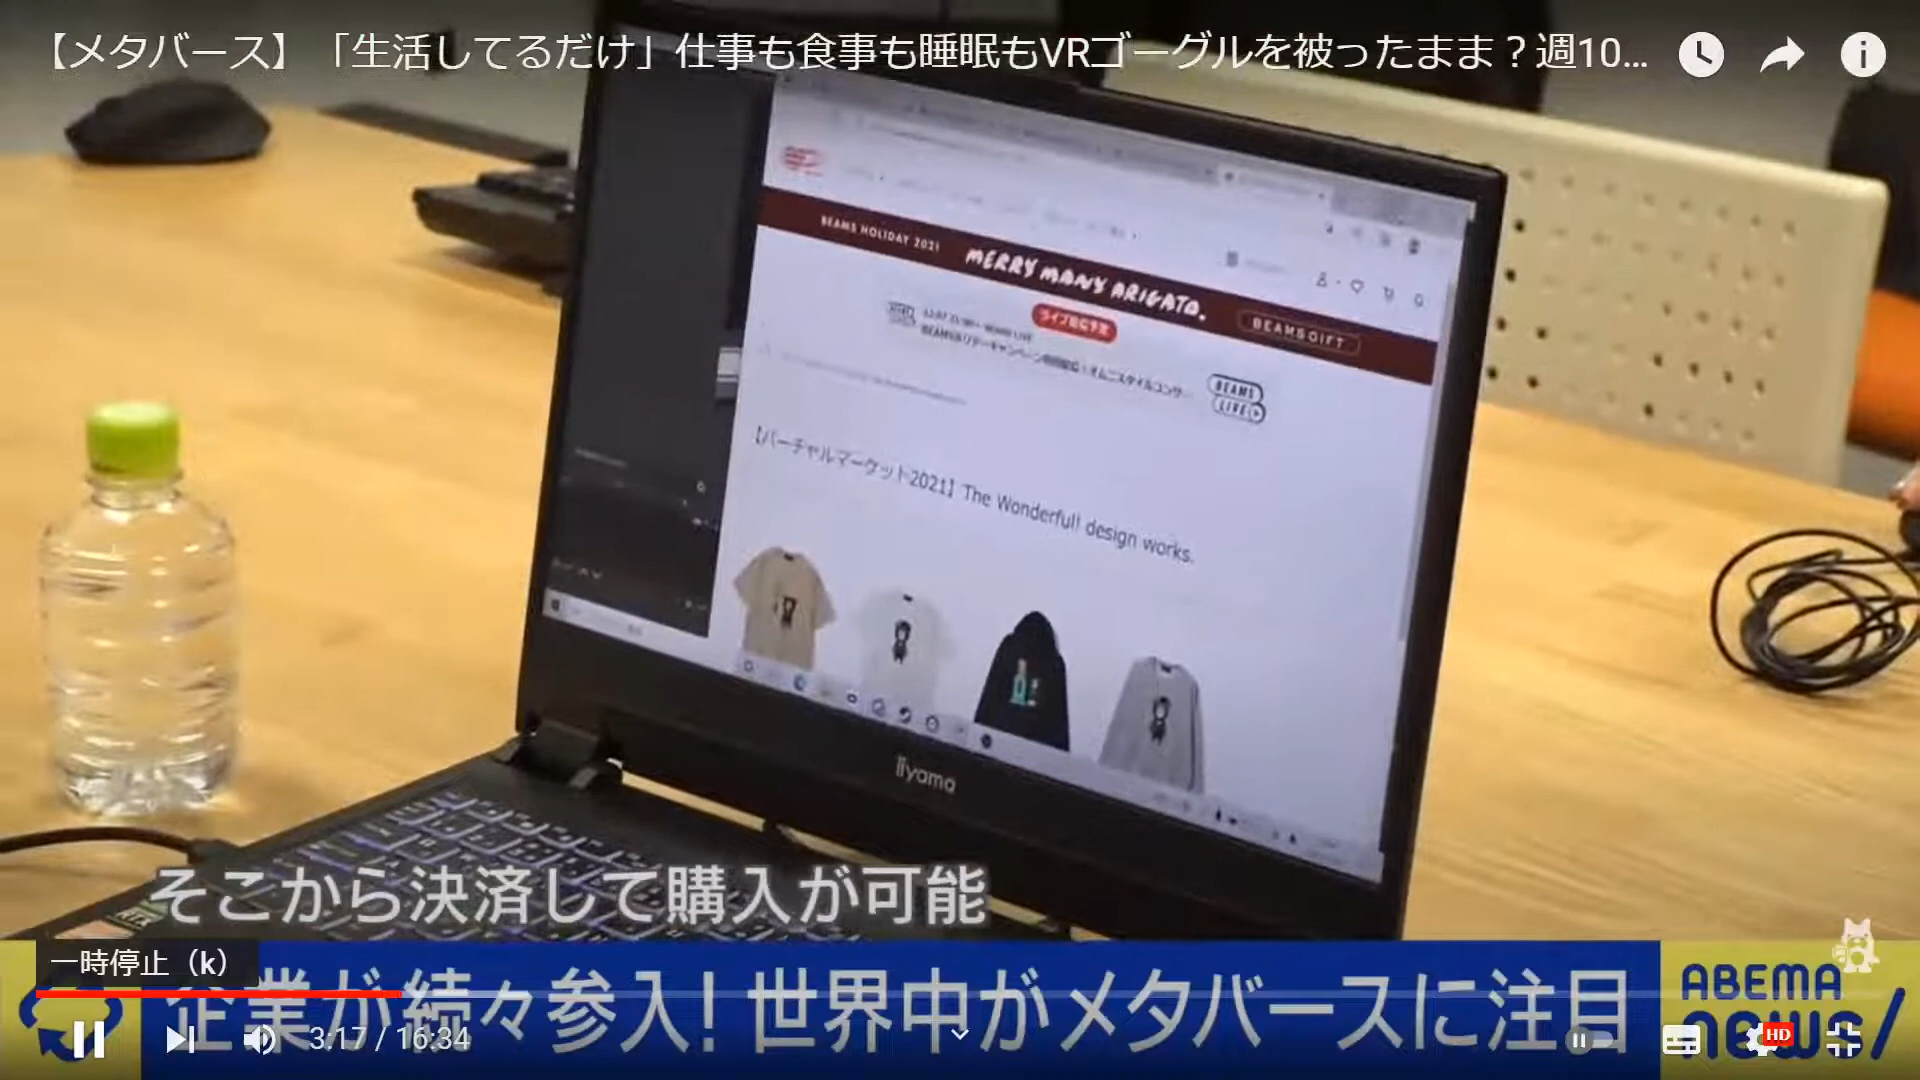 【メタバース】「生活してるだけ」仕事も食事も睡眠もVRゴーグルを被ったまま？週10...
BEAMS HOLIDAY 2021
MERRY MANY ARIGATO.
BEAMS GIFT
ライブ配信予定
BEAMS LIVE
【バーチャルマーケット2021】The Wonderful! design works.
iiyama
そこから決済して購入が可能
一時停止（k）
企業が続々参入!世界中がメタバースに注目
ABEMA
news/
3:17 / 16:34
HD